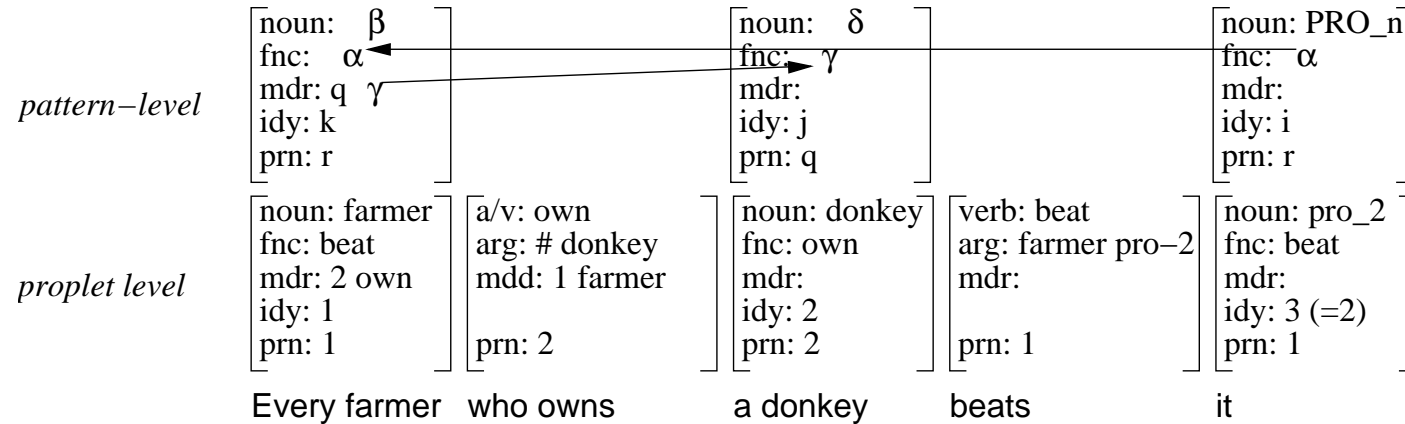 noun: β
fnc: α
mdr: q γ
idy: k
prn: r
noun: δ
fnc: γ
mdr:
idy: j
prn: q
noun: PRO_n
fnc: α
mdr:
idy: i
prn: r
pattern−level
noun: farmer
fnc: beat
mdr: 2 own
idy: 1
prn: 1
a/v: own
arg: # donkey
mdd: 1 farmer
prn: 2
noun: donkey
fnc: own
mdr:
idy: 2
prn: 2
verb: beat
arg: farmer pro−2
mdr:
prn: 1
noun: pro_2
fnc: beat
mdr:
idy: 3 (=2)
prn: 1
proplet level
Every farmer who owns a donkey beats it